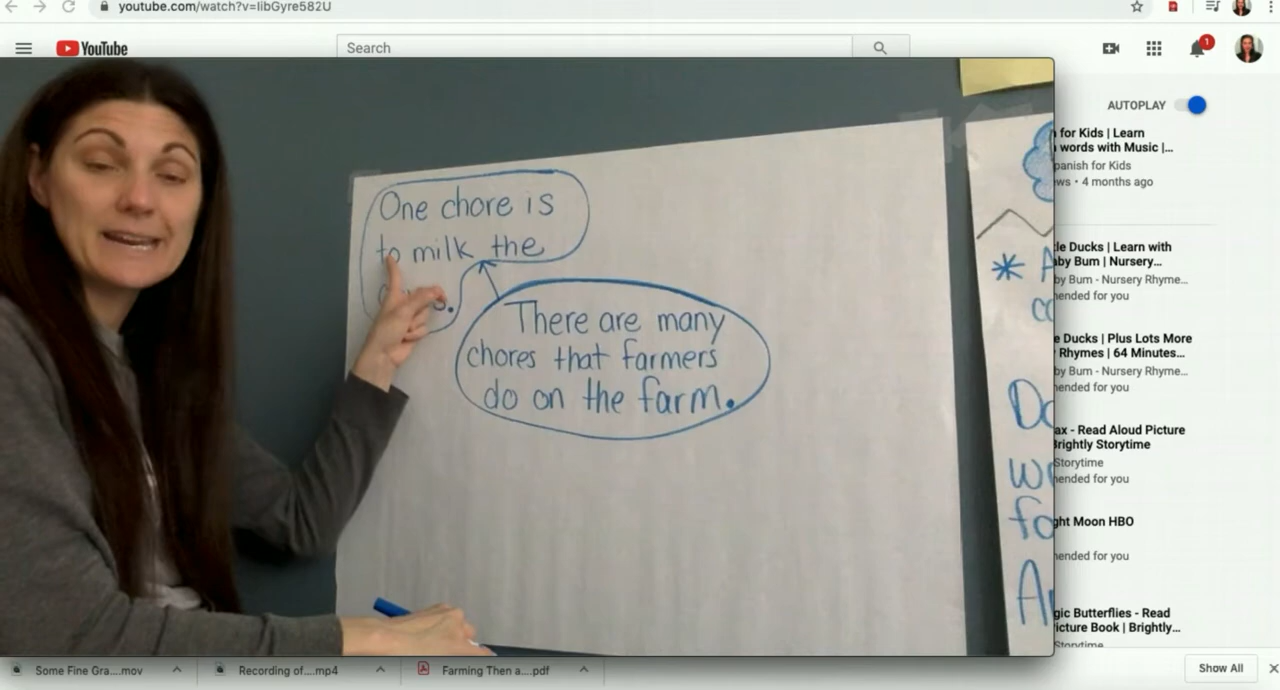 youtube.com/watch?v=IibGyre582U
YouTube
Search
1
AUTOPLAY
One chore is
to milk the
There are many
chores that farmers
do on the farm.
for Kids | Learn
words with Music |...
panish for Kids
ws • 4 months ago
le Ducks | Learn with
aby Bum | Nursery...
by Bum - Nursery Rhyme...
ended for you
e Ducks | Plus Lots More
Rhymes | 64 Minutes...
by Bum - Nursery Rhyme...
ended for you
ax - Read Aloud Picture
Brightly Storytime
Storytime
ended for you
ght Moon HBO
ended for you
gic Butterflies - Read
icture Book | Brightly...
Storytime
Some Fine Gra....mov
Recording of....mp4
Farming Then a....pdf
Show All